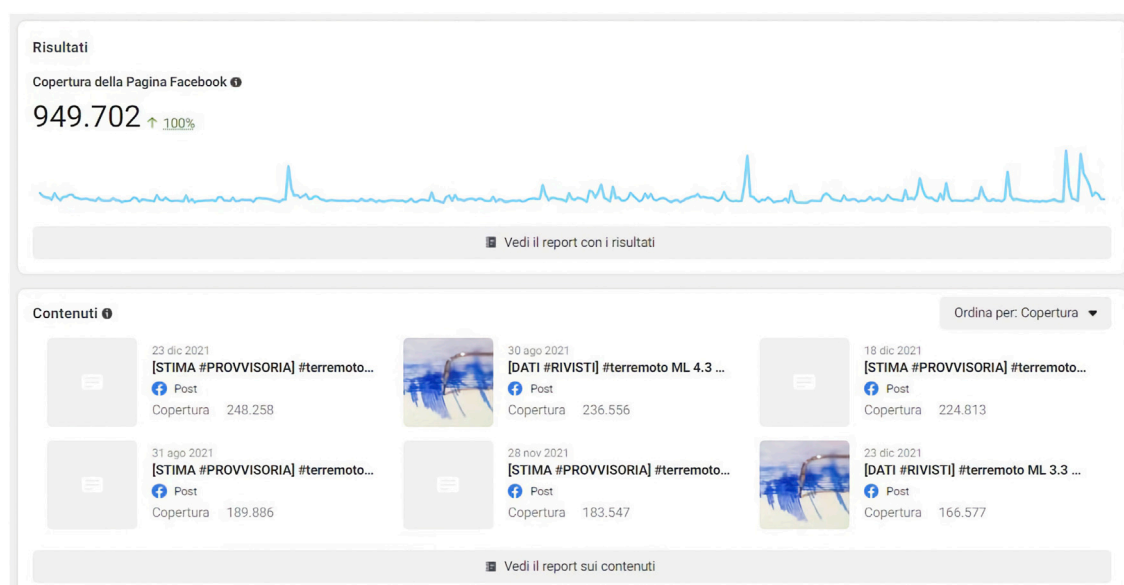 Risultati
Copertura della Pagina Facebook
949.702 ↑ 100%
Vedi il report con i risultati
Contenuti
Ordina per: Copertura
23 dic 2021
[STIMA #PROVVISORIA] #terremoto...
Post
Copertura 248.258
30 ago 2021
[DATI #RIVISTI] #terremoto ML 4.3 ...
Post
Copertura 236.556
18 dic 2021
[STIMA #PROVVISORIA] #terremoto...
Post
Copertura 224.813
31 ago 2021
[STIMA #PROVVISORIA] #terremoto...
Post
Copertura 189.886
28 nov 2021
[STIMA #PROVVISORIA] #terremoto...
Post
Copertura 183.547
23 dic 2021
[DATI #RIVISTI] #terremoto ML 3.3 ...
Post
Copertura 166.577
Vedi il report sui contenuti